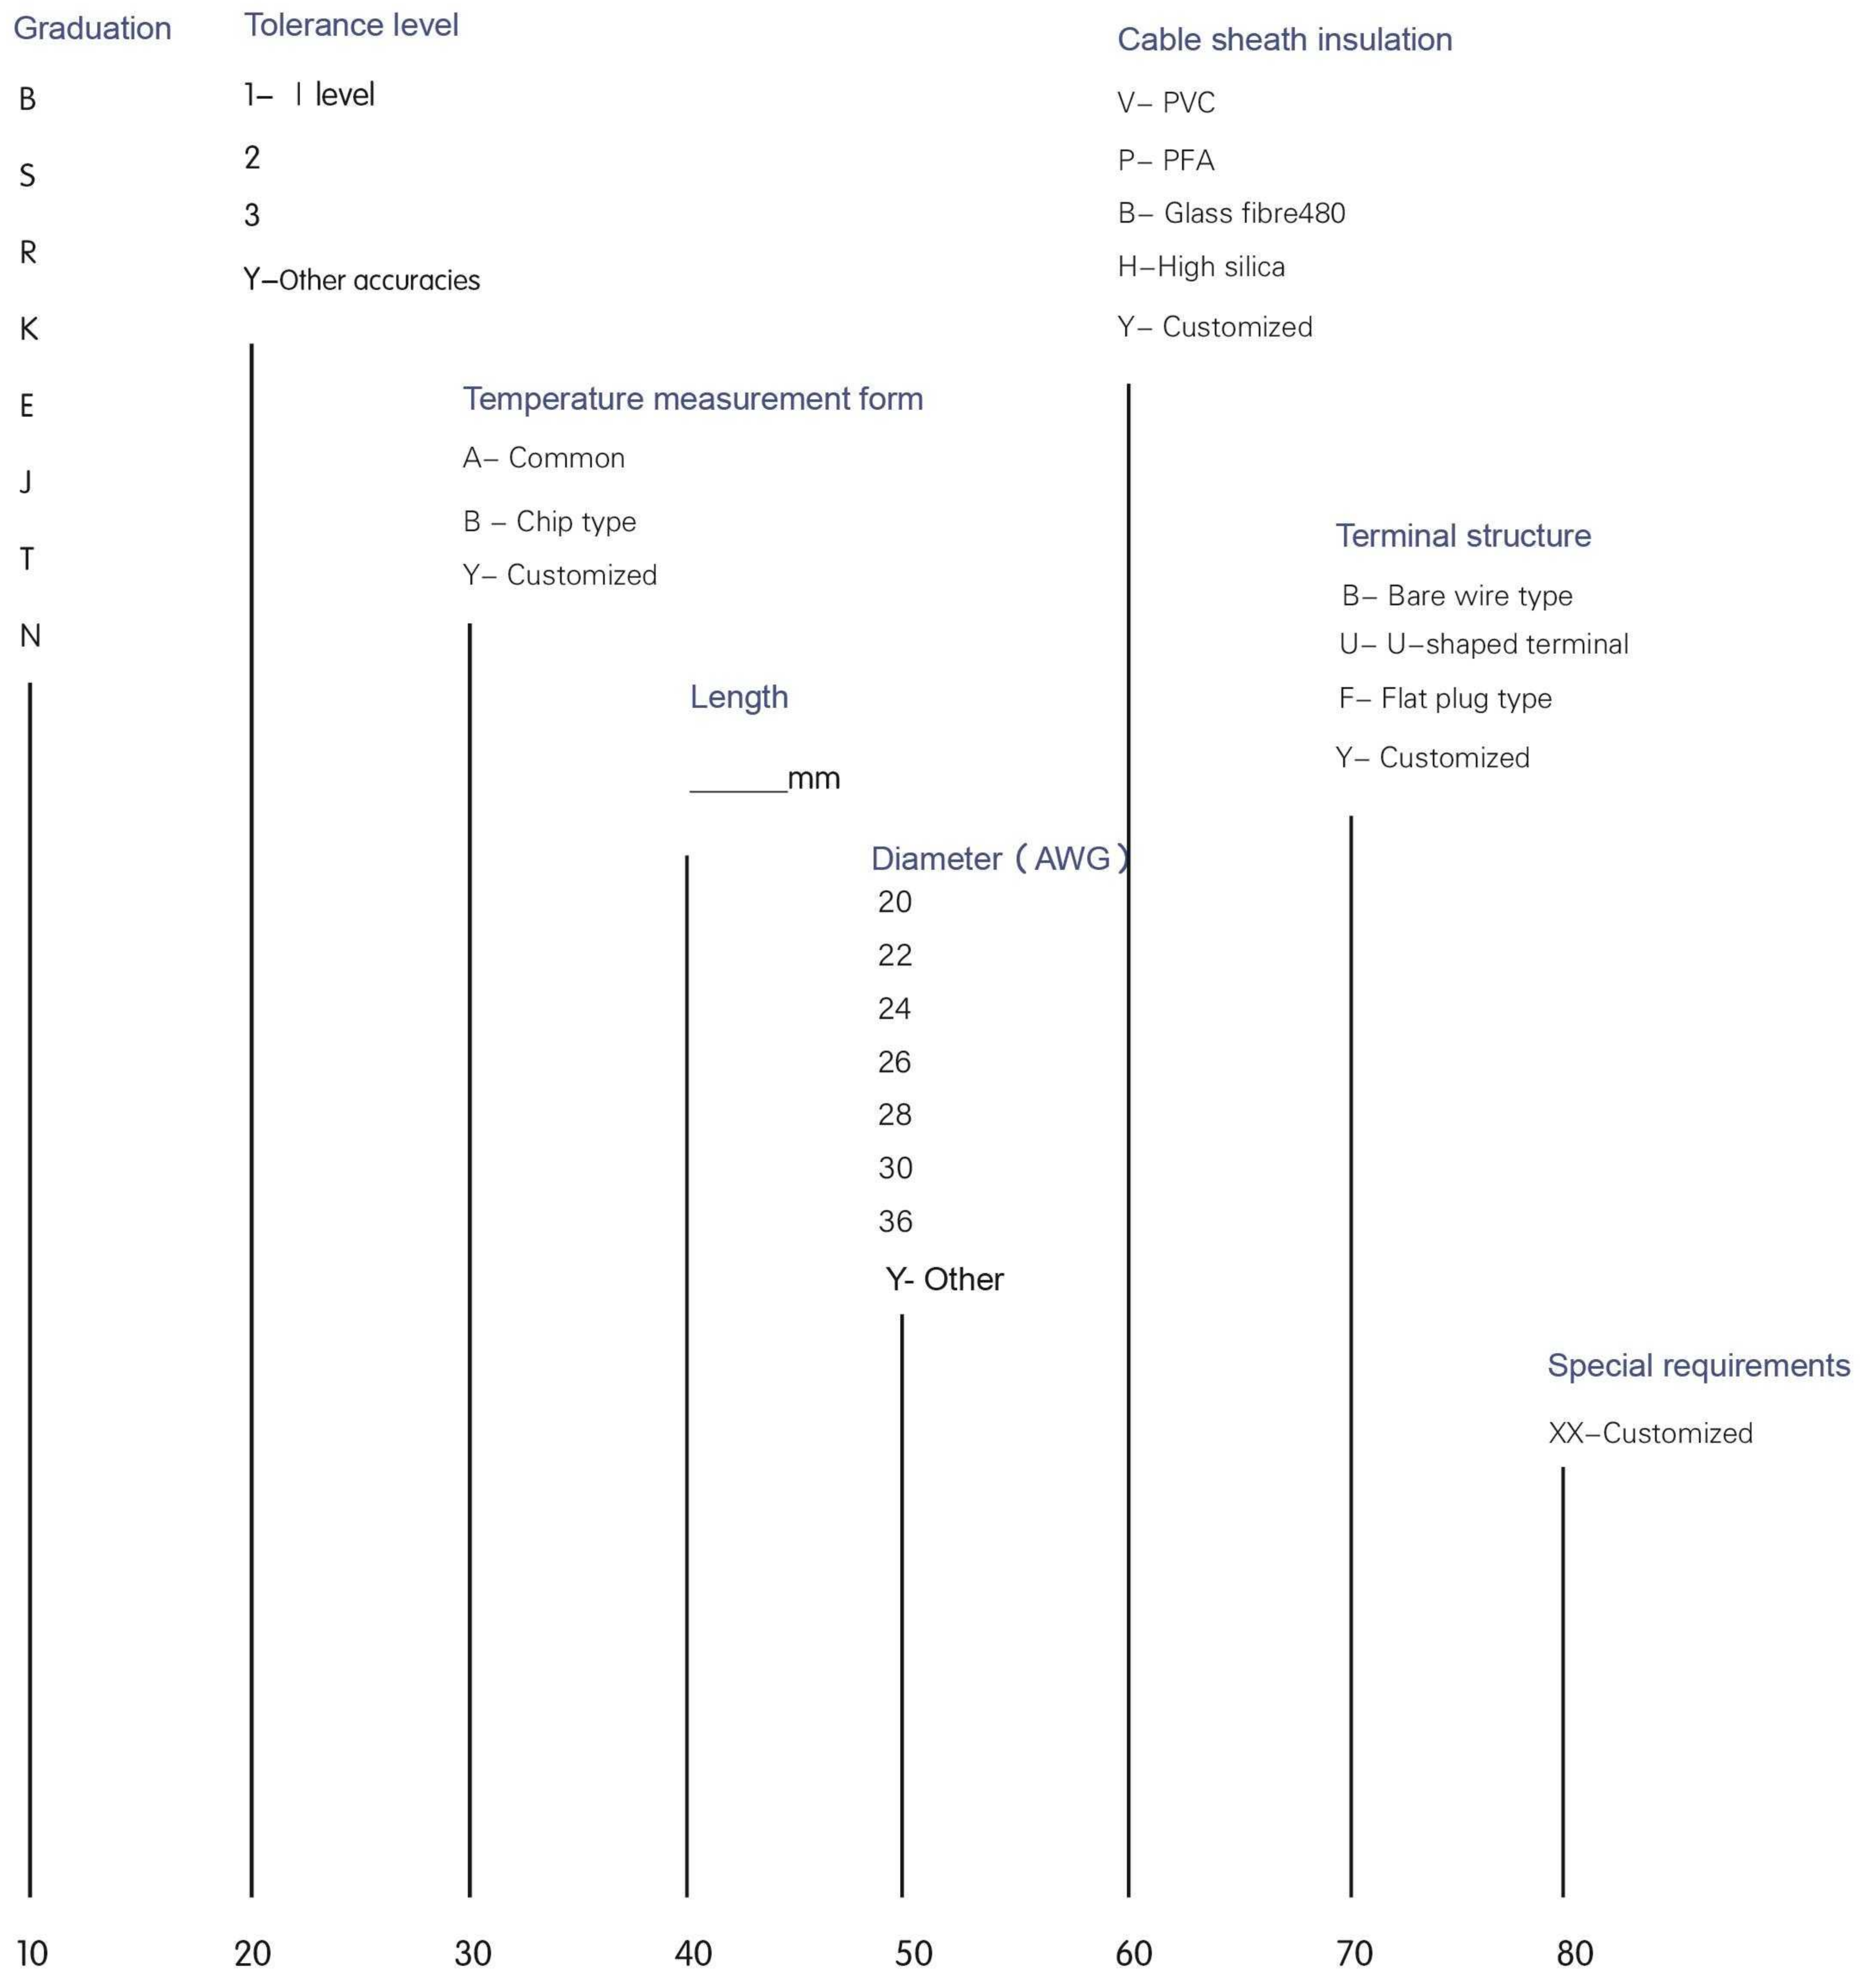 Graduation
B
S
R
K
E
J
T
N
Tolerance level
1– I level
2
3
Y–Other accuracies
Temperature measurement form
A– Common
B – Chip type
Y– Customized
Length
______mm
Diameter（AWG）
20
22
24
26
28
30
36
Y- Other
Cable sheath insulation
V– PVC
P– PFA
B– Glass fibre480
H–High silica
Y– Customized
Terminal structure
B– Bare wire type
U– U–shaped terminal
F– Flat plug type
Y– Customized
Special requirements
XX–Customized
10 20 30 40 50 60 70 80